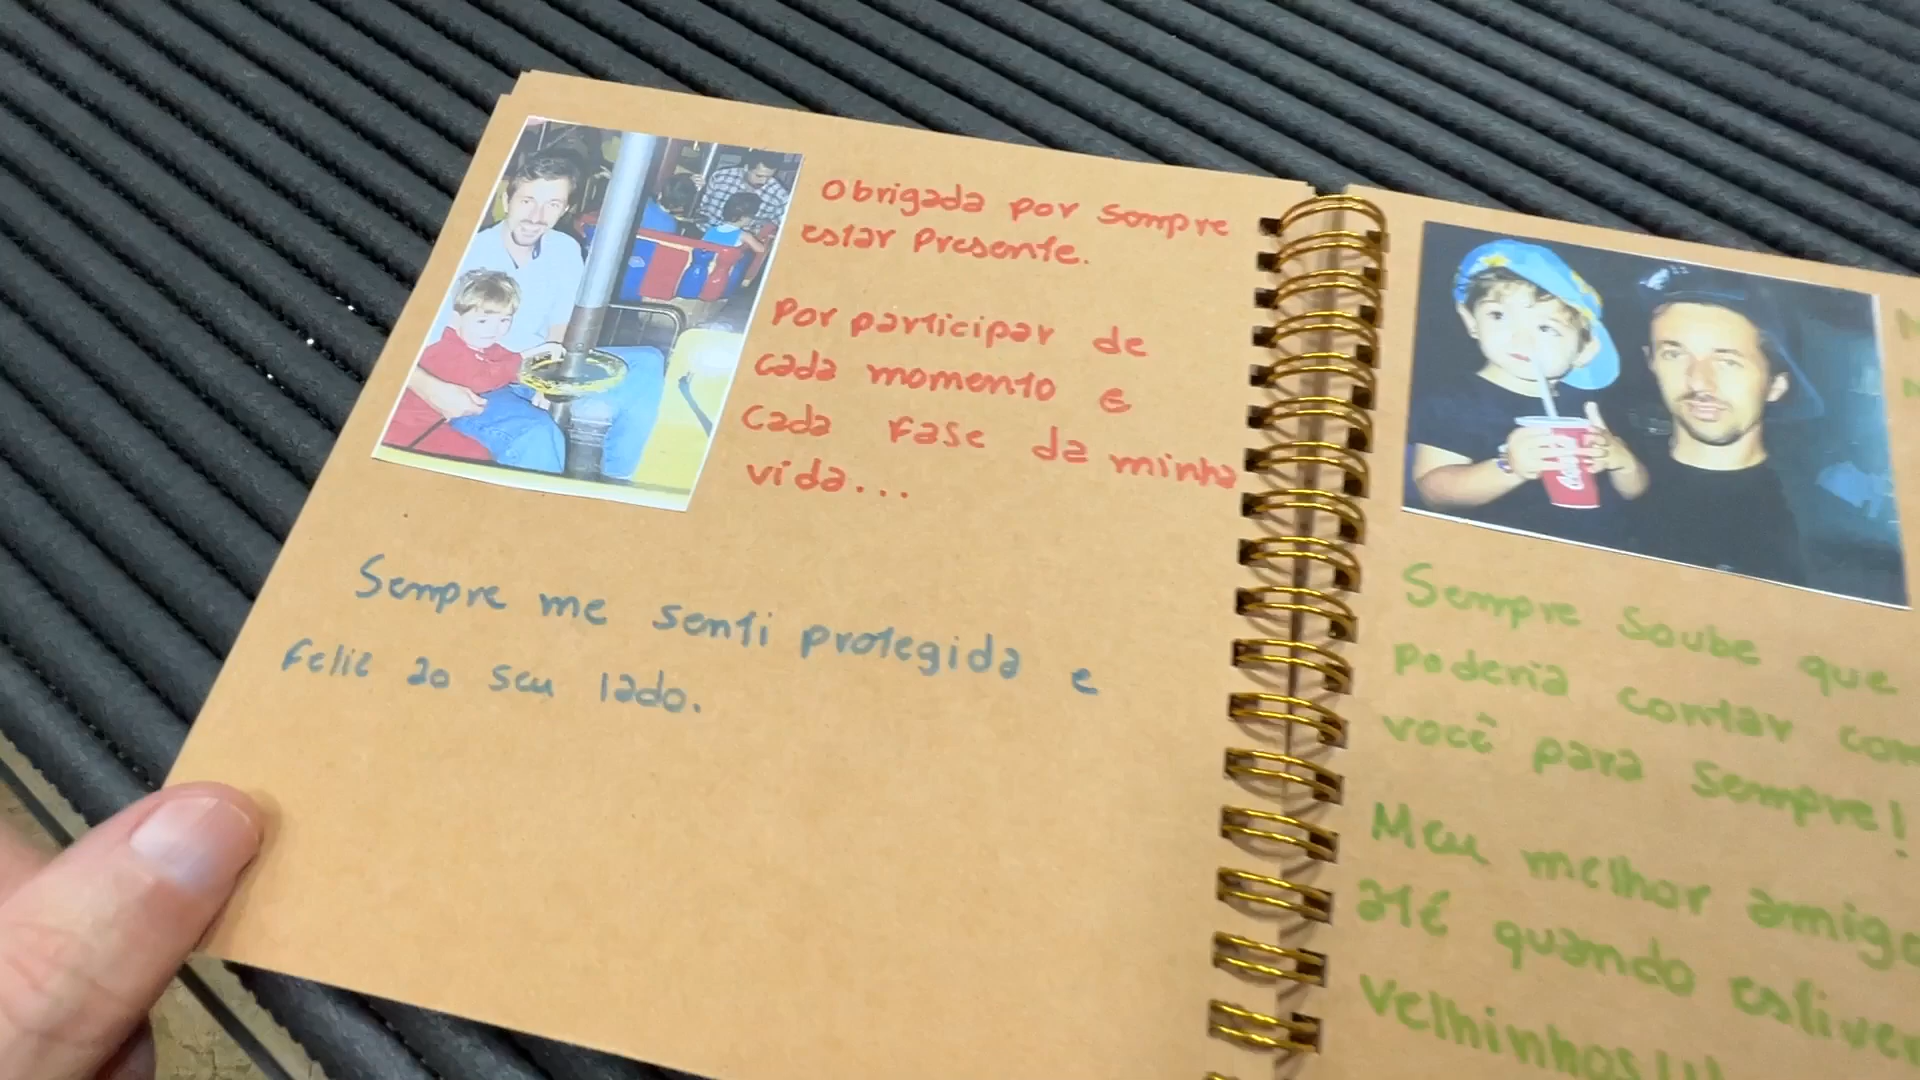 Obrigada por sempre
estar presente.
Por participar de
cada momento e
cada fase da minha
vida...
Sempre me senti protegida e
feliz ao seu lado.
Sempre soube que
poderia contar com
você para sempre!
Meu melhor amigo
até quando
velhinhos!!!